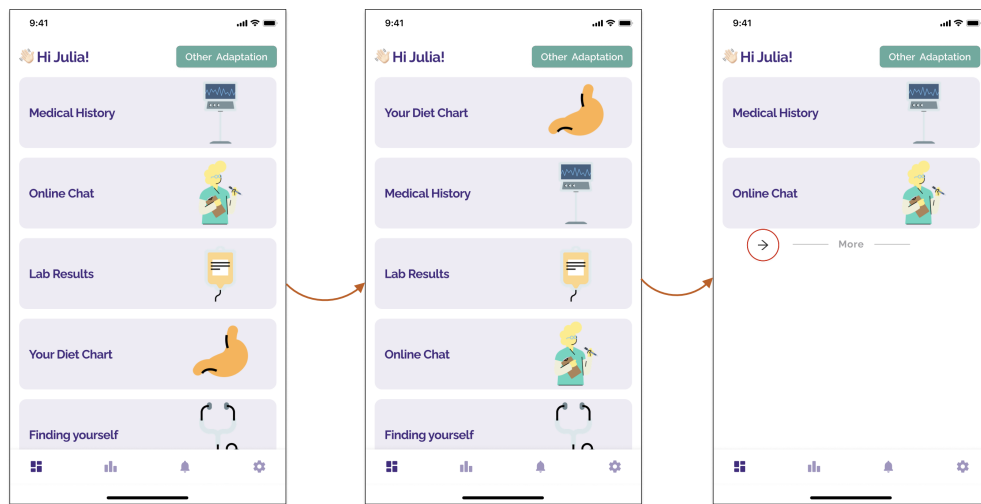 9:41
Hi Julia!
Other Adaptation
Medical History
Online Chat
Lab Results
Your Diet Chart
Finding yourself
9:41
Hi Julia!
Other Adaptation
Your Diet Chart
Medical History
Lab Results
Online Chat
Finding yourself
9:41
Hi Julia!
Other Adaptation
Medical History
Online Chat
More